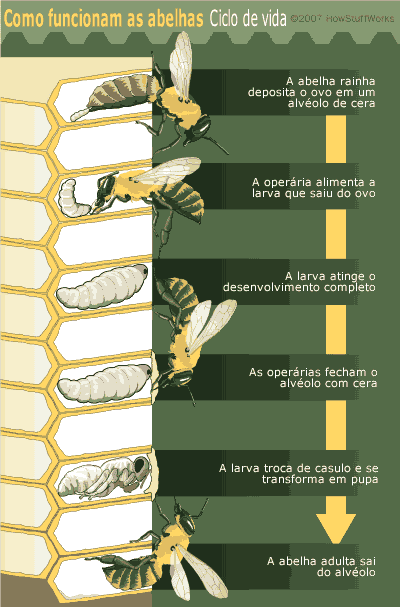 Como funcionam as abelhas Ciclo de vida ©2007 HowStuffWorks
A abelha rainha
deposita o ovo em um
alvéolo de cera
A operária alimenta a
larva que saiu do ovo
A larva atinge o
desenvolvimento completo
As operárias fecham o
alvéolo com cera
A larva troca de casulo e se
transforma em pupa
A abelha adulta sai
do alvéolo